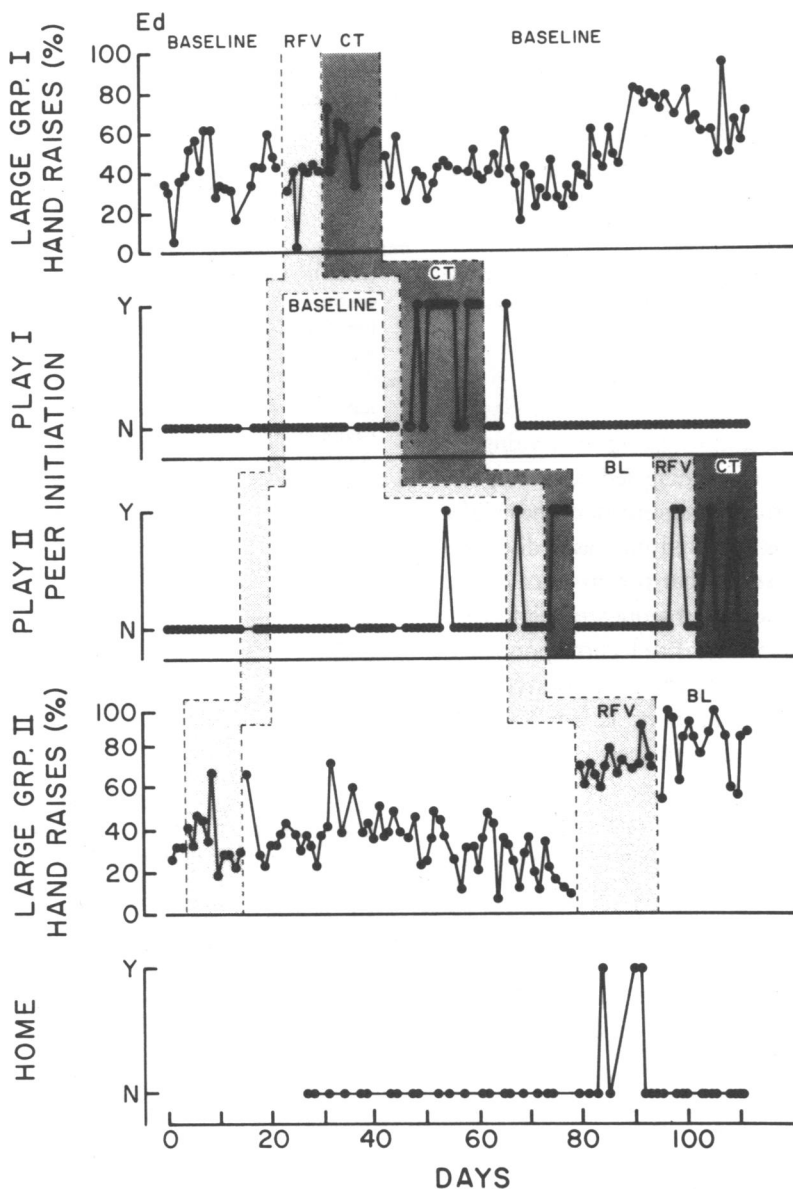 Ed
BASELINE RFV CT BASELINE
LARGE GRP. I
HAND RAISES (%)
100
80
60
40
20
0
CT
BASELINE
PLAY I
Y
N
PEER INITIATION
BL RFV CT
PLAY II
Y
N
RFV BL
LARGE GRP. II
HAND RAISES (%)
100
80
60
40
20
0
HOME
Y
N
0 20 40 60 80 100
DAYS